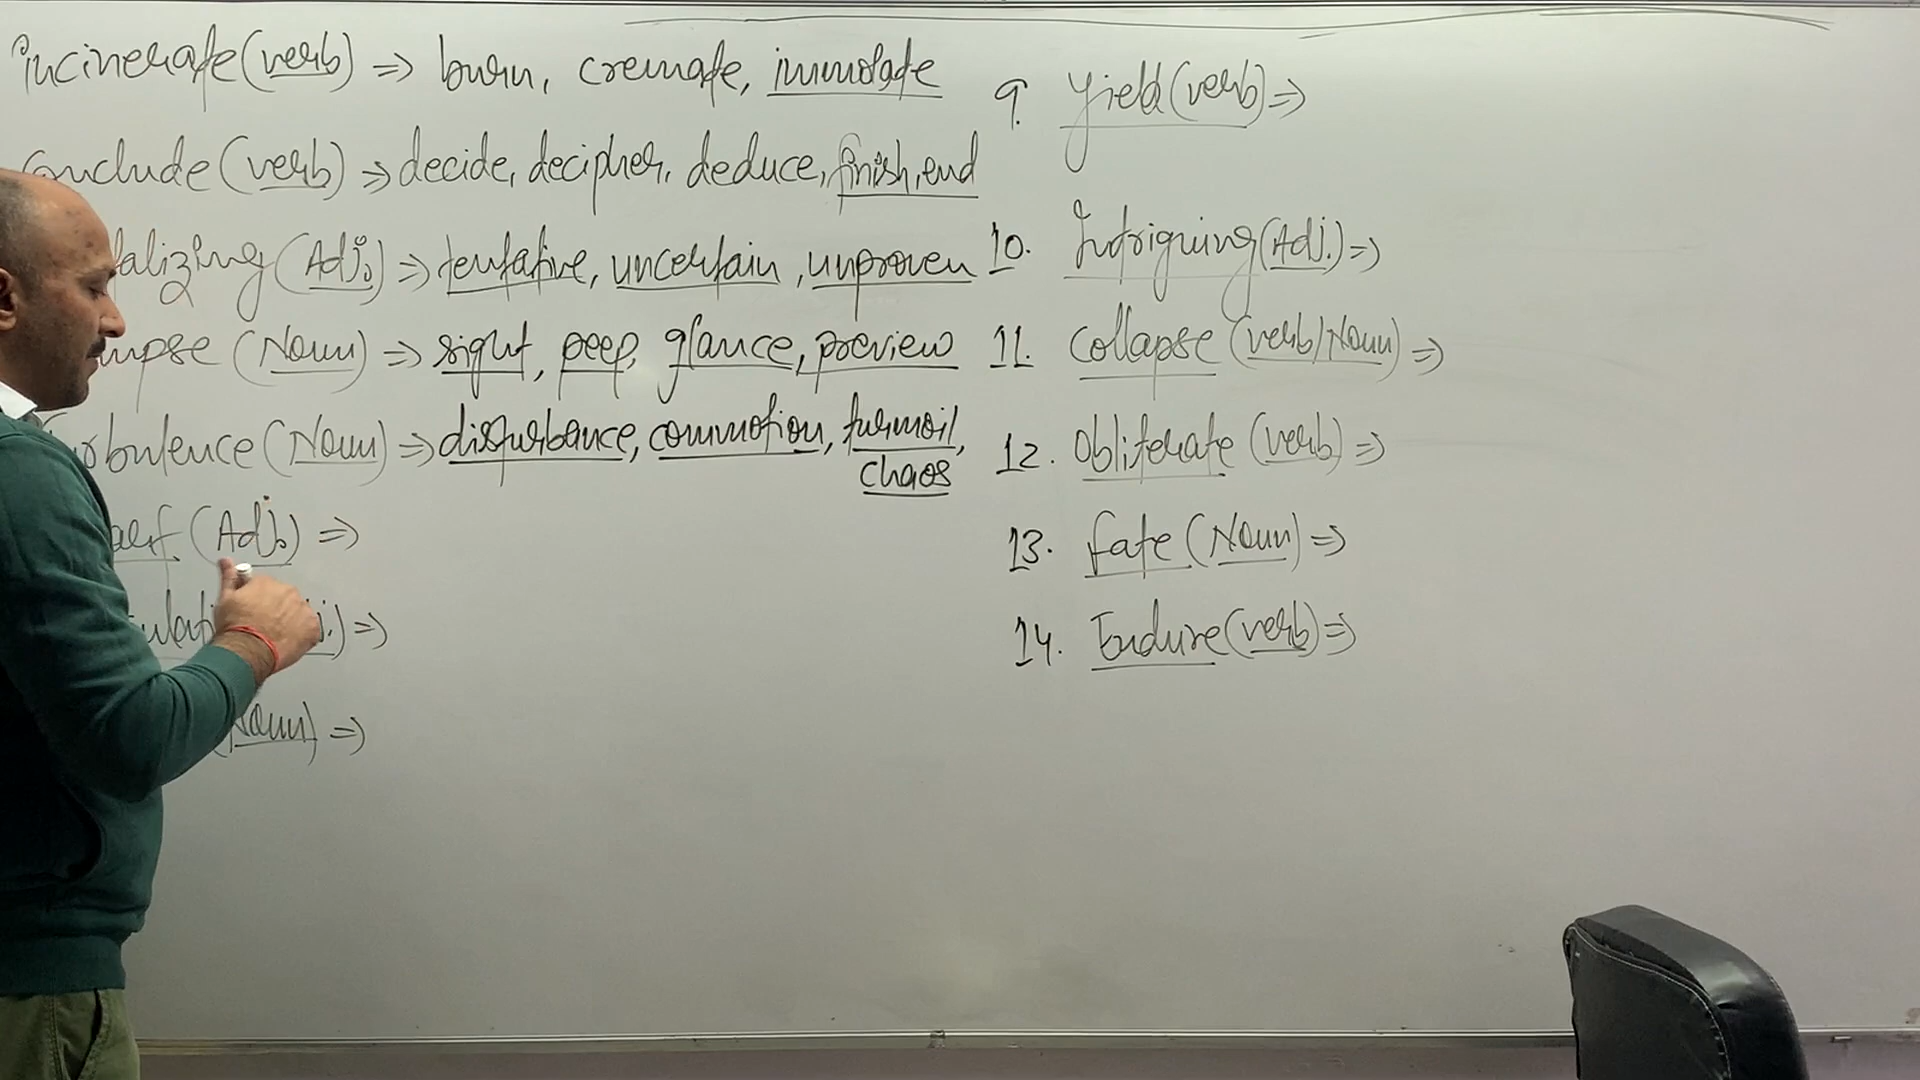 incinerate (verb) => burn, cremate, immolate
Conclude (verb) => decide, decipher, deduce, finish, end
(Adj.) => tentative, uncertain, unproven
(Noun) => sight, peep, glance, preview
(Noun) => disturbance, commotion, turmoil,
chaos
(Adj.) =>
=>
(Noun) =>
9. Yield (verb) =>
10. Intriguing (Adj.) =>
11. Collapse (verb/Noun) =>
12. Obliterate (verb) =>
13. Fate (Noun) =>
14. Endure (verb) =>